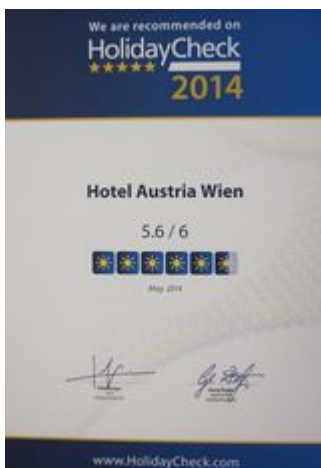 We are recommended on
HolidayCheck
2014
Hotel Austria Wien
5.6 / 6
May 2014
www.HolidayCheck.com